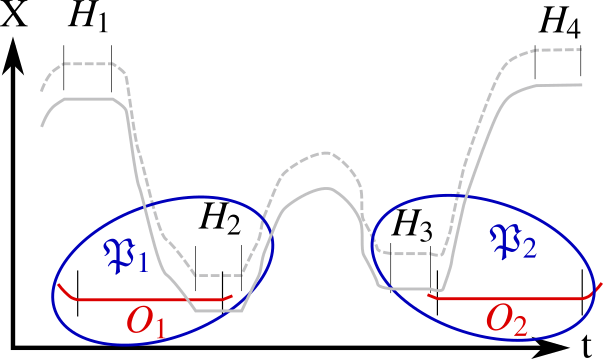 X
H₁
H₄
H₂
H₃
𝔓₁
𝔓₂
O₁
O₂
t